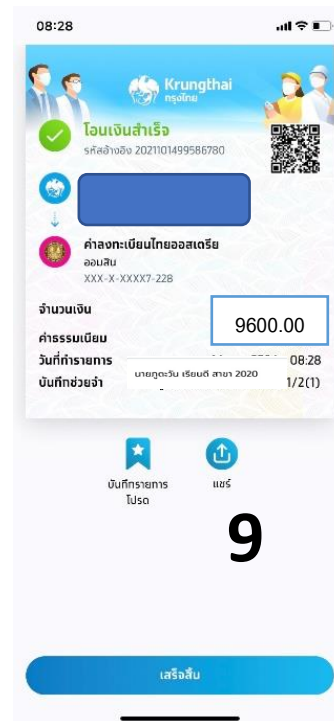 08:28
Krungthai
กรุงไทย
โอนเงินสำเร็จ
รหัสอ้างอิง 2021101499586780
ค่าลงทะเบียนไทยออสเตรีย
ออมสิน
XXX-X-XXXX7-228
จำนวนเงิน 9600.00
ค่าธรรมเนียม
วันที่ทำรายการ 08:28
บันทึกช่วยจำ นายภูตะวัน เรียนดี สาขา 2020 1/2(1)
บันทึกรายการ
โปรด
แชร์
9
เสร็จสิ้น